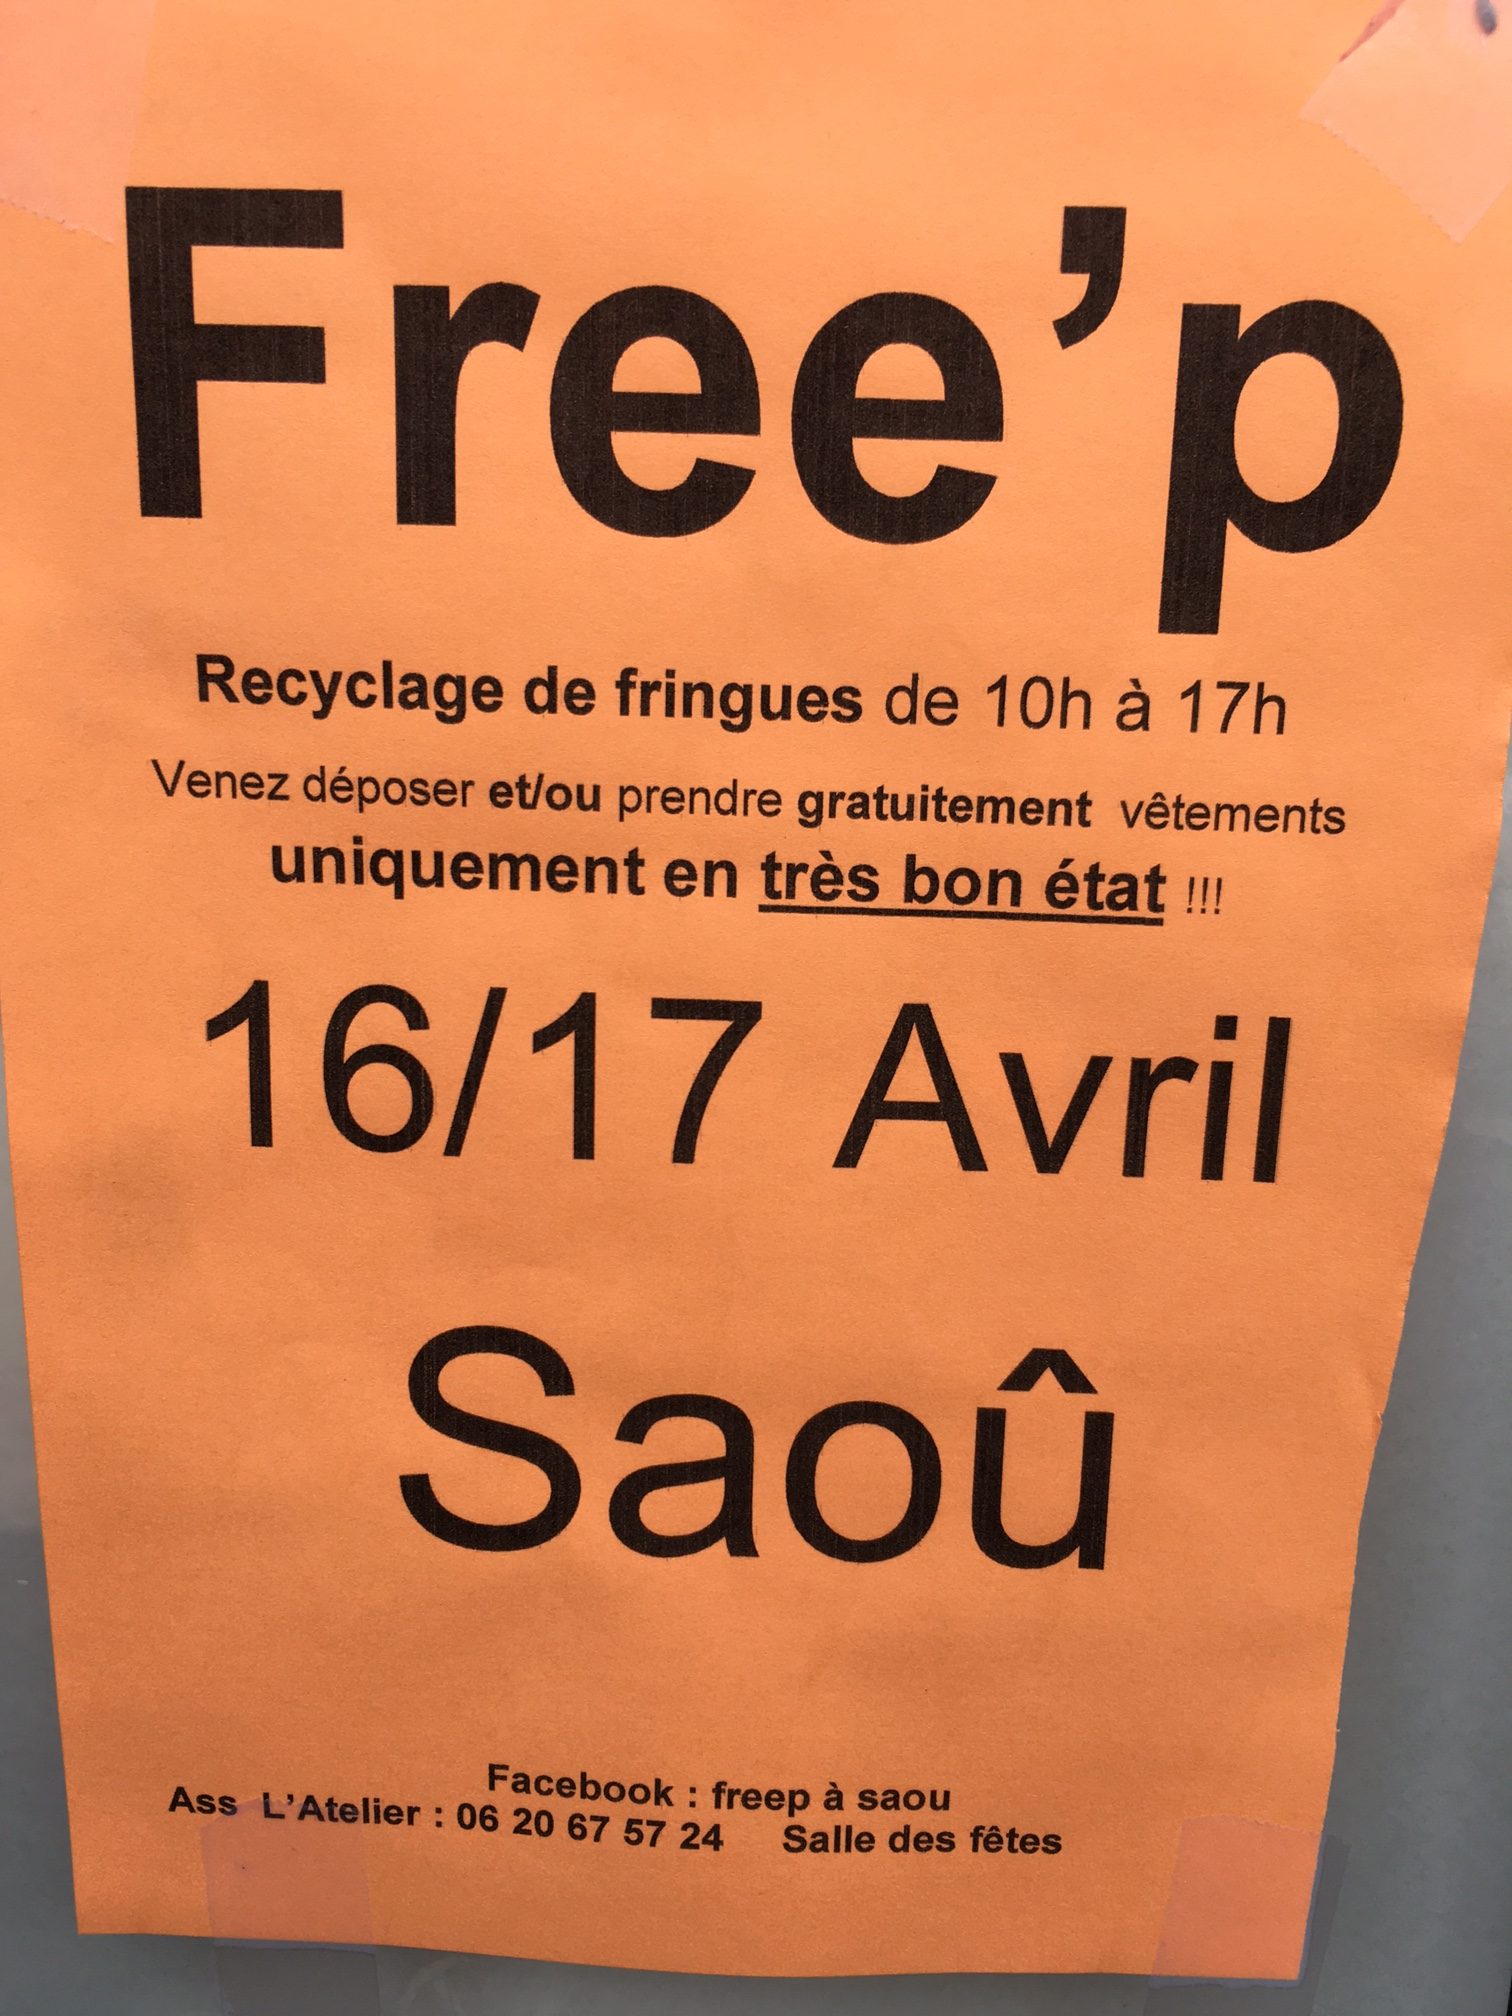 Free’p
Recyclage de fringues de 10h à 17h
Venez déposer et/ou prendre gratuitement vêtements
uniquement en très bon état !!!
16/17 Avril
Saoû
Facebook : freep à saou
Ass L’Atelier : 06 20 67 57 24 Salle des fêtes